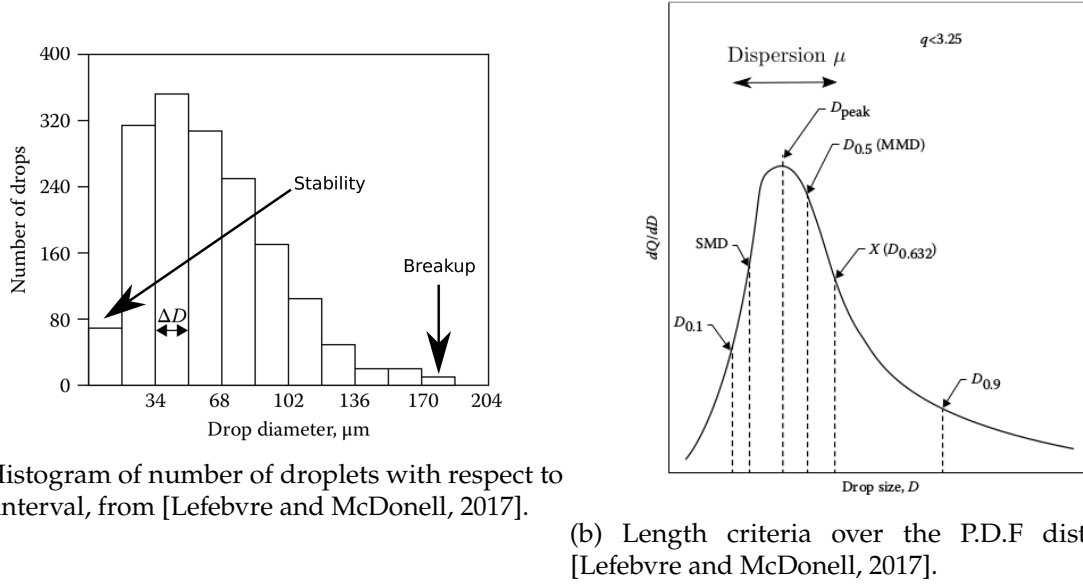 400
320
240
160
80
0
Number of drops
Stability
Breakup
ΔD
34 68 102 136 170 204
Drop diameter, µm
Histogram of number of droplets with respect to
interval, from [Lefebvre and McDonell, 2017].
q<3.25
Dispersion µ
D_peak
D_0.5 (MMD)
SMD
X (D_0.632)
D_0.1
D_0.9
dQ/dD
Drop size, D
(b) Length criteria over the P.D.F dist
[Lefebvre and McDonell, 2017].